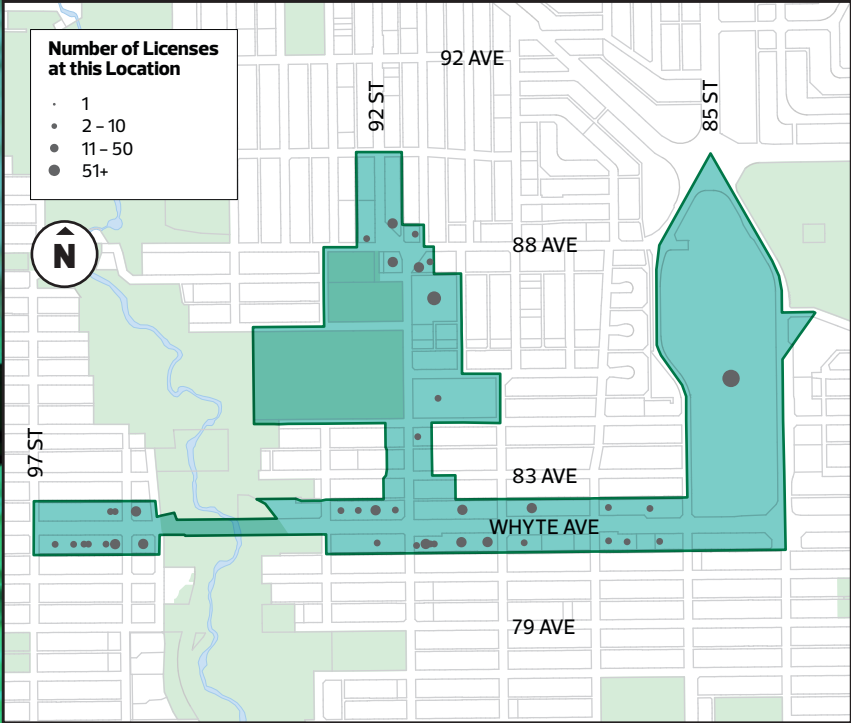 Number of Licenses
at this Location
1
2 – 10
11 – 50
51+
N
92 AVE
92 ST
85 ST
88 AVE
97 ST
83 AVE
WHYTE AVE
79 AVE